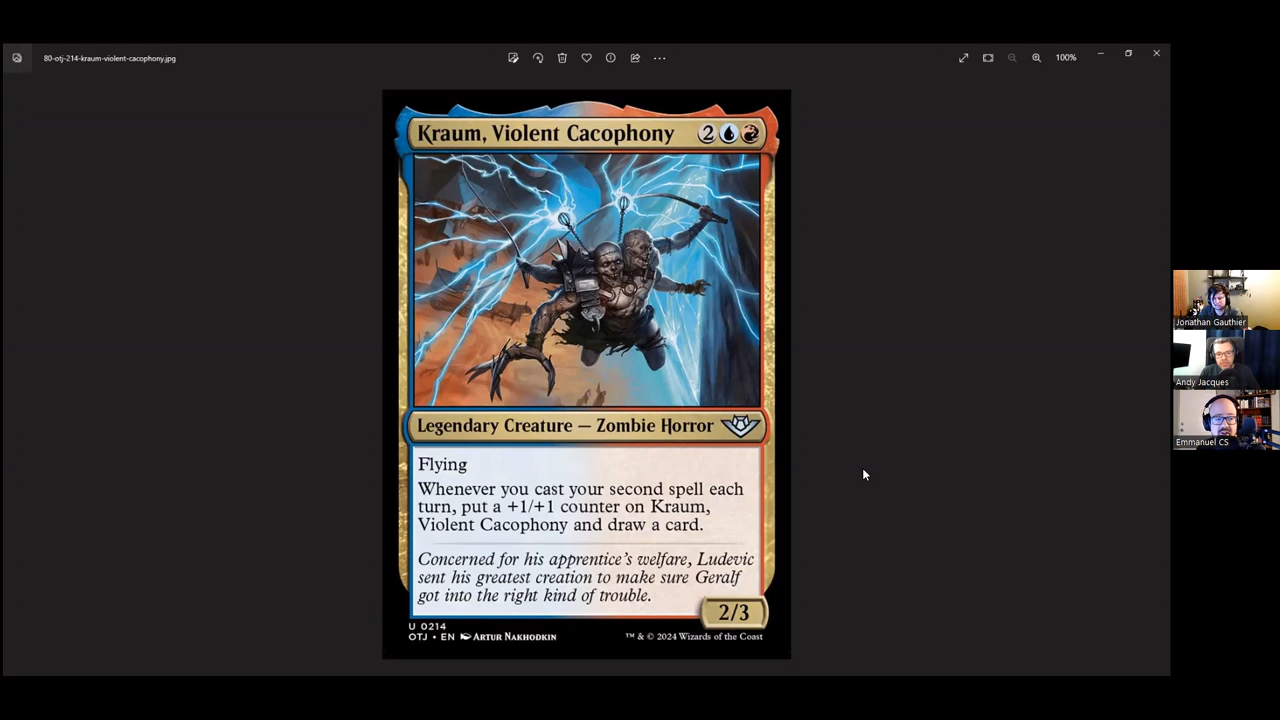 80-otj-214-kraum-violent-cacophony.jpg
100%
Kraum, Violent Cacophony 2
Legendary Creature — Zombie Horror
Flying
Whenever you cast your second spell each
turn, put a +1/+1 counter on Kraum,
Violent Cacophony and draw a card.
Concerned for his apprentice's welfare, Ludevic
sent his greatest creation to make sure Geralf
got into the right kind of trouble.
2/3
U 0214
OTJ • EN Artur Nakhodkin
™ & © 2024 Wizards of the Coast
Jonathan Gauthier
Andy Jacques
Emmanuel CS